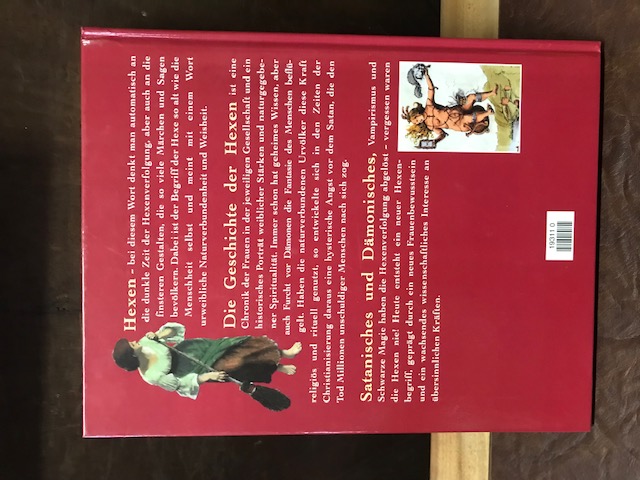 Hexen – bei diesem Wort denkt man automatisch an
die dunkle Zeit der Hexenverfolgung, aber auch an die
finsteren Gestalten, die so viele Märchen und Sagen
bevölkern. Dabei ist der Begriff der Hexe so alt wie die
Menschheit selbst und meint mit einem Wort
urweibliche Naturverbundenheit und Weisheit.
Die Geschichte der Hexen ist eine
Chronik der Frauen in der jeweiligen Gesellschaft und ein
historisches Porträt weiblicher Stärken und naturgegebe-
ner Spiritualität. Immer schon hat geheimes Wissen, aber
auch Furcht vor Dämonen die Fantasie des Menschen beflü-
gelt. Haben die naturverbundenen Urvölker diese Kraft
religiös und rituell genutzt, so entwickelte sich in den Zeiten der
Christianisierung daraus eine hysterische Angst vor dem Satan, die den
Tod Millionen unschuldiger Menschen nach sich zog.
Satanisches und Dämonisches, Vampirismus und
Schwarze Magie haben die Hexenverfolgung abgelöst – vergessen waren
die Hexen nie! Heute entsteht ein neuer Hexen-
begriff, geprägt durch ein neues Frauenbewusstsein
und ein wachsendes wissenschaftliches Interesse an
übersinnlichen Kräften.
19311.0